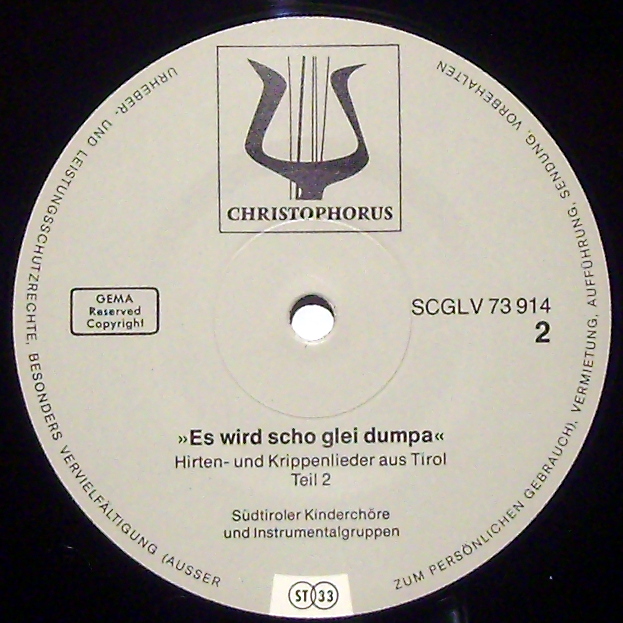 CHRISTOPHORUS
GEMA
Reserved
Copyright
SCGLV 73 914
2
»Es wird scho glei dumpa«
Hirten- und Krippenlieder aus Tirol
Teil 2
Südtiroler Kinderchöre
und Instrumentalgruppen
ST 33
URHEBER- UND LEISTUNGSSCHUTZRECHTE, BESONDERS VERVIELFÄLTIGUNG (AUSSER ZUM PERSÖNLICHEN GEBRAUCH), VERMIETUNG, AUFFÜHRUNG, SENDUNG, VORBEHALTEN